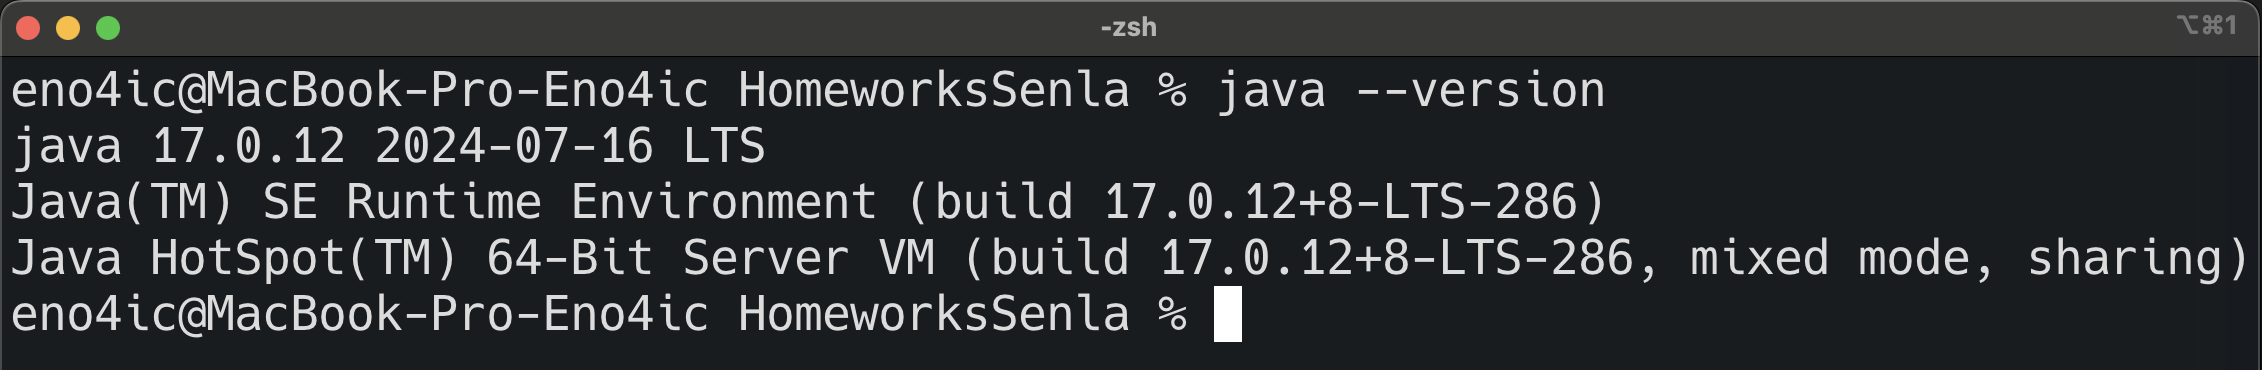 -zsh
⌥⌘1
eno4ic@MacBook-Pro-Eno4ic HomeworksSenla % java --version
java 17.0.12 2024-07-16 LTS
Java(TM) SE Runtime Environment (build 17.0.12+8-LTS-286)
Java HotSpot(TM) 64-Bit Server VM (build 17.0.12+8-LTS-286, mixed mode, sharing)
eno4ic@MacBook-Pro-Eno4ic HomeworksSenla %